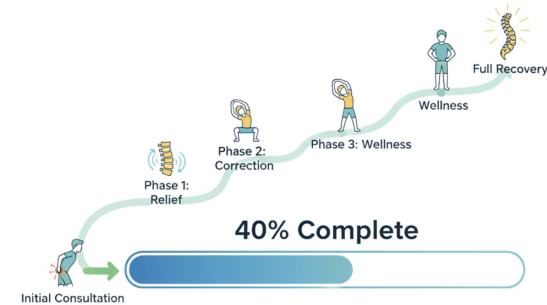 Full Recovery
Wellness
Phase 3: Wellness
Phase 2:
Correction
Phase 1:
Relief
40% Complete
Initial Consultation